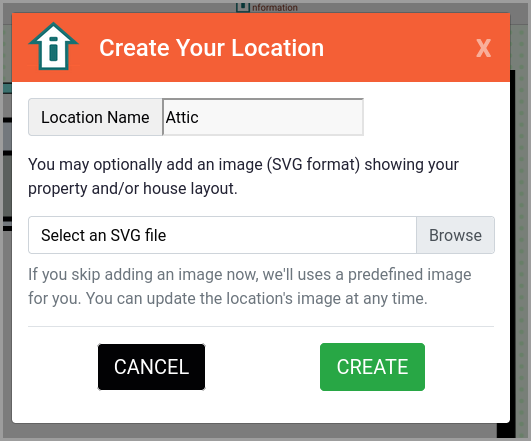 nformation
Create Your Location
X
Location Name
Attic
You may optionally add an image (SVG format) showing your
property and/or house layout.
Select an SVG file
Browse
If you skip adding an image now, we'll uses a predefined image
for you. You can update the location's image at any time.
CANCEL
CREATE